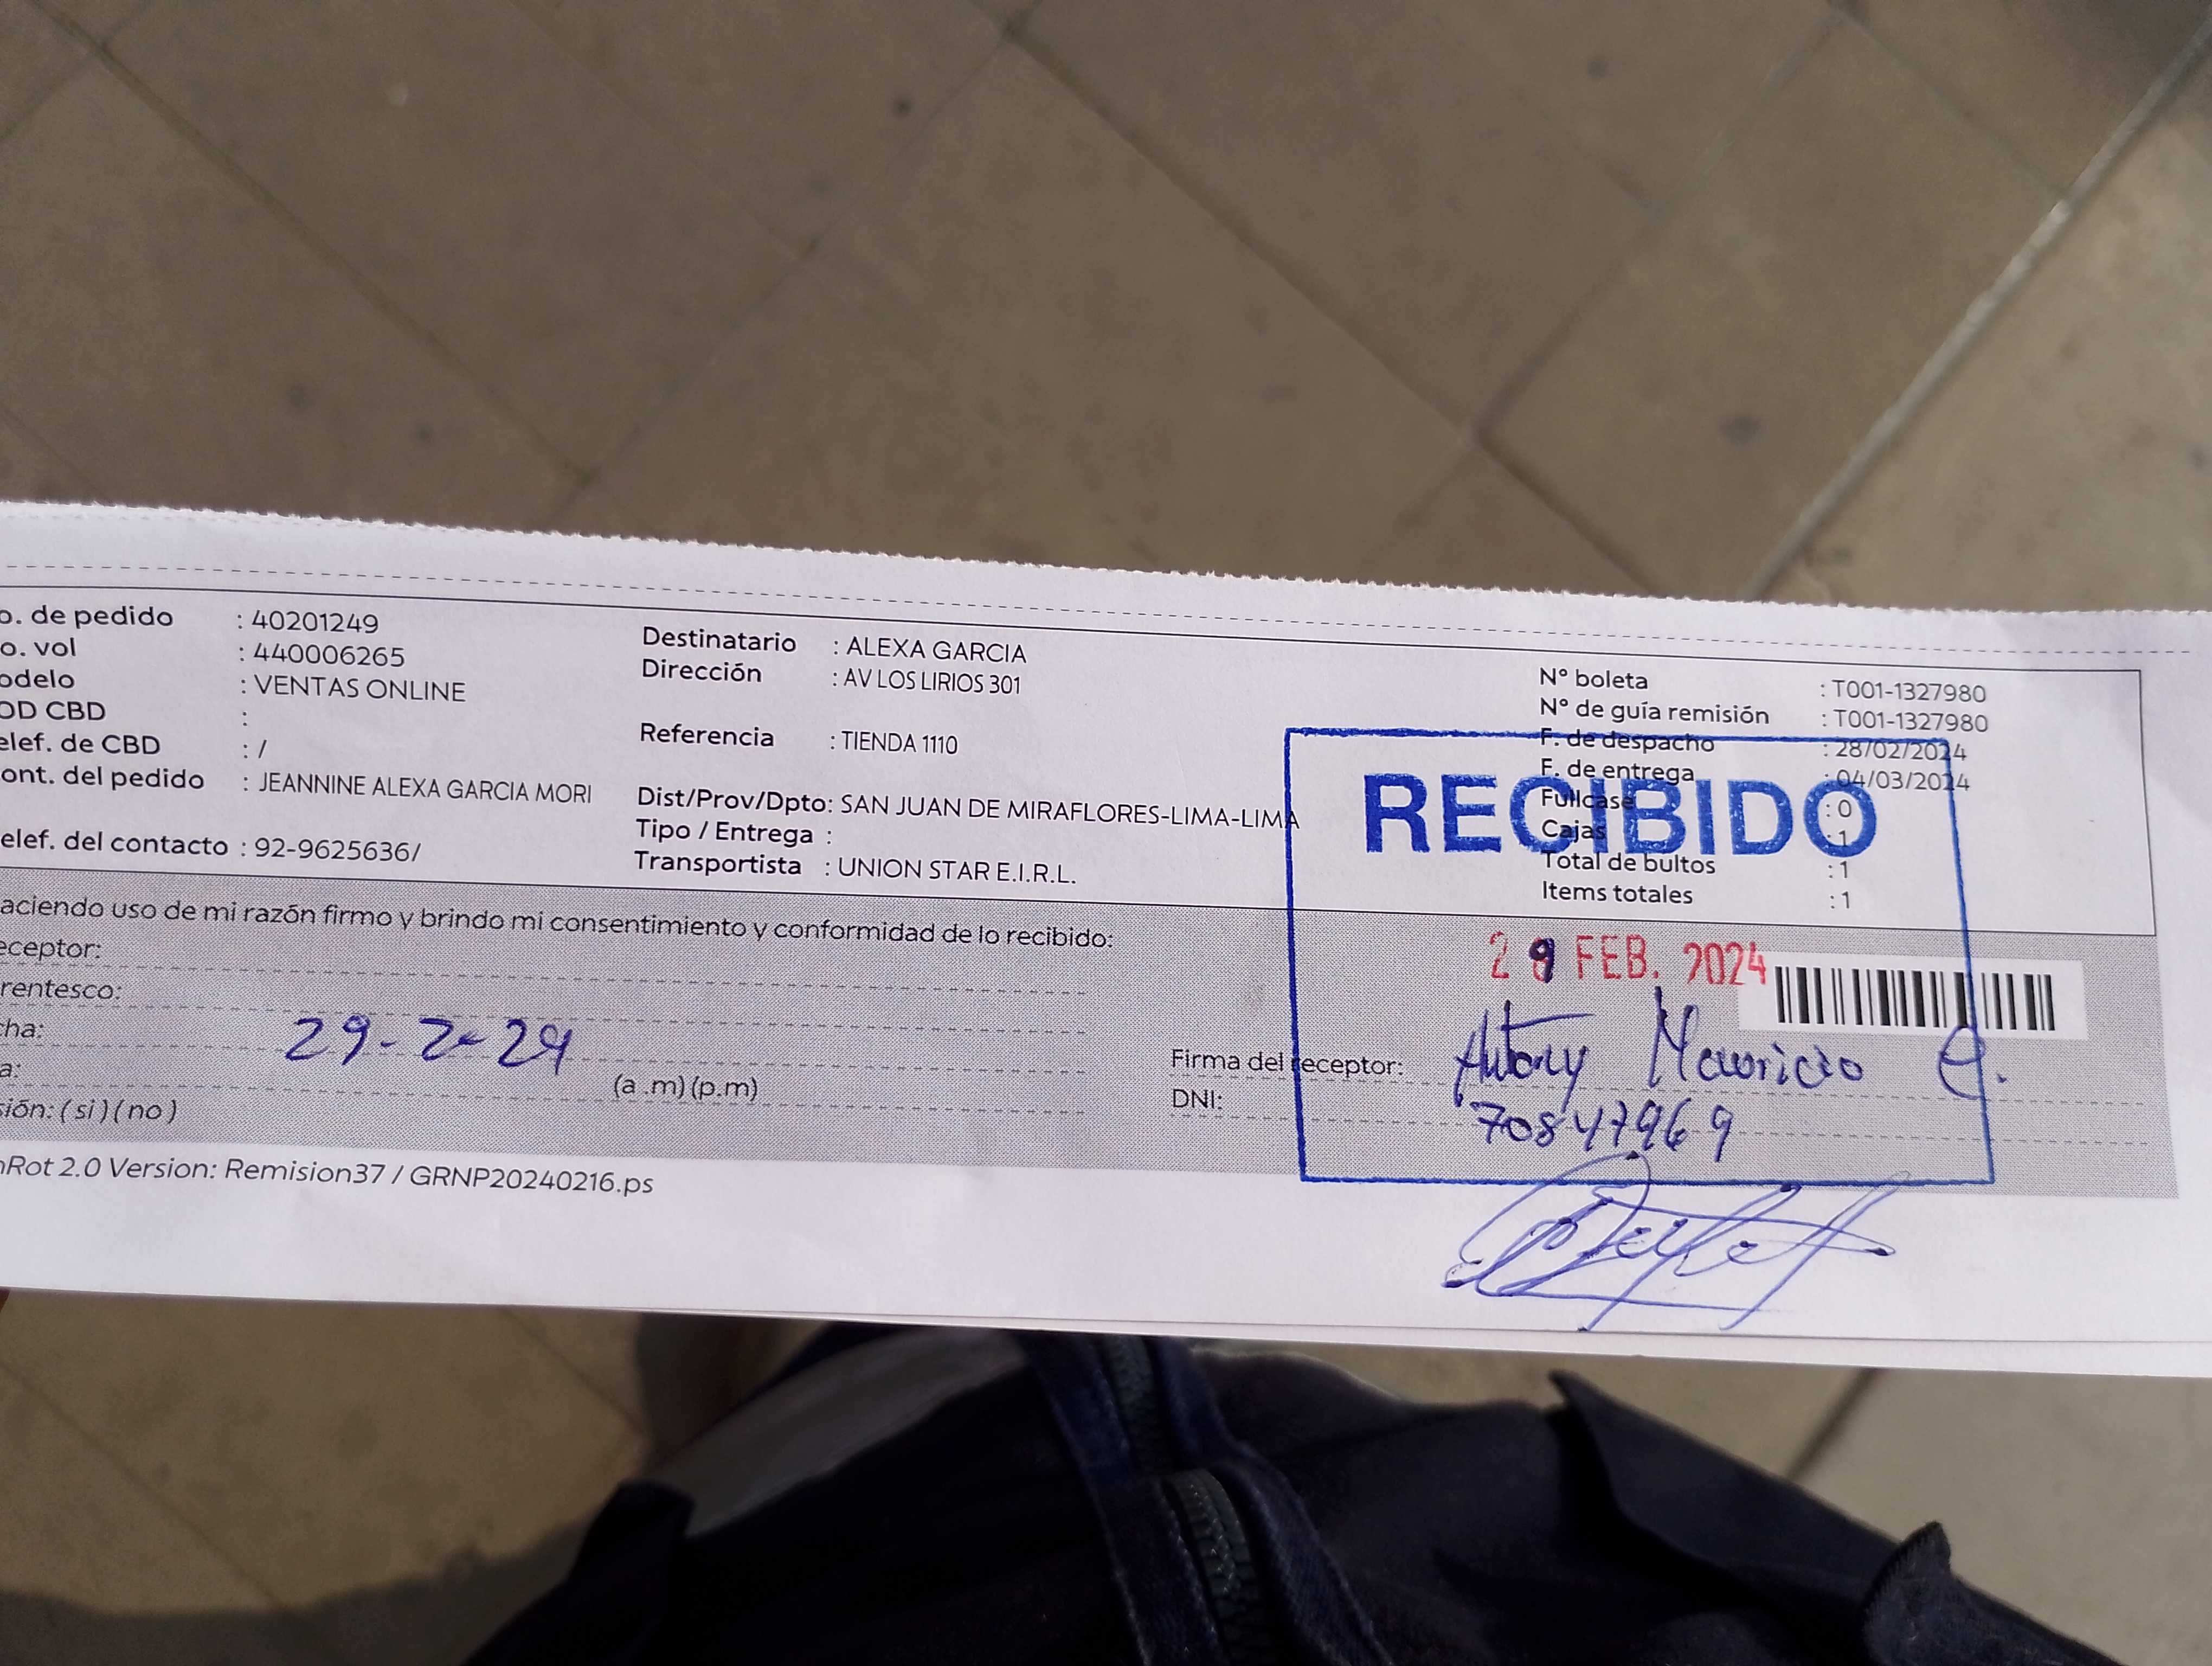 o. de pedido : 40201249
o. vol : 440006265
odelo : VENTAS ONLINE
OD CBD :
elef. de CBD : /
ont. del pedido : JEANNINE ALEXA GARCIA MORI
elef. del contacto : 92-9625636/
Destinatario : ALEXA GARCIA
Dirección : AV LOS LIRIOS 301
Referencia : TIENDA 1110
Dist/Prov/Dpto: SAN JUAN DE MIRAFLORES-LIMA-LIMA
Tipo / Entrega :
Transportista : UNION STAR E.I.R.L.
N° boleta : T001-1327980
N° de guía remisión : T001-1327980
F. de despacho : 28/02/2024
F. de entrega : 04/03/2024
Fullcase : 0
Cajas : 1
Total de bultos : 1
Items totales : 1
RECIBIDO
29 FEB. 2024
aciendo uso de mi razón firmo y brindo mi consentimiento y conformidad de lo recibido:
eceptor:
rentesco:
cha: 29-2-24
a: (a .m) (p.m)
sión: ( si ) ( no )
Firma del receptor: Antony Mauricio C.
DNI: 70847969
nRot 2.0 Version: Remision37 / GRNP20240216.ps